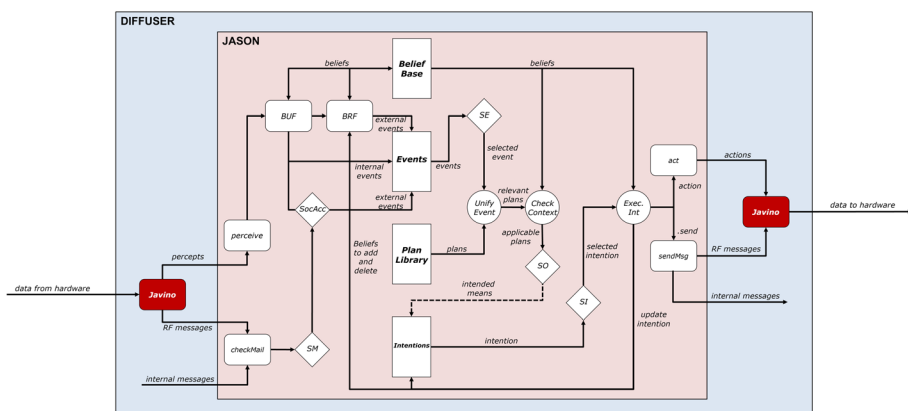 DIFFUSER
JASON
beliefs
Belief
Base
beliefs
BUF
BRF
external
events
SE
Events
events
internal
events
selected
event
external
events
SocAcc
act
actions
action
relevant
plans
Unify
Event
Check
Context
Exec.
Int
Javino
data to hardware
perceive
applicable
plans
.send
Plan
Library
plans
Beliefs
to add
and
delete
selected
intention
sendMsg
RF messages
percepts
SO
data from hardware
Javino
intended
means
SI
internal messages
RF messages
update
intention
checkMail
SM
Intentions
intention
internal messages